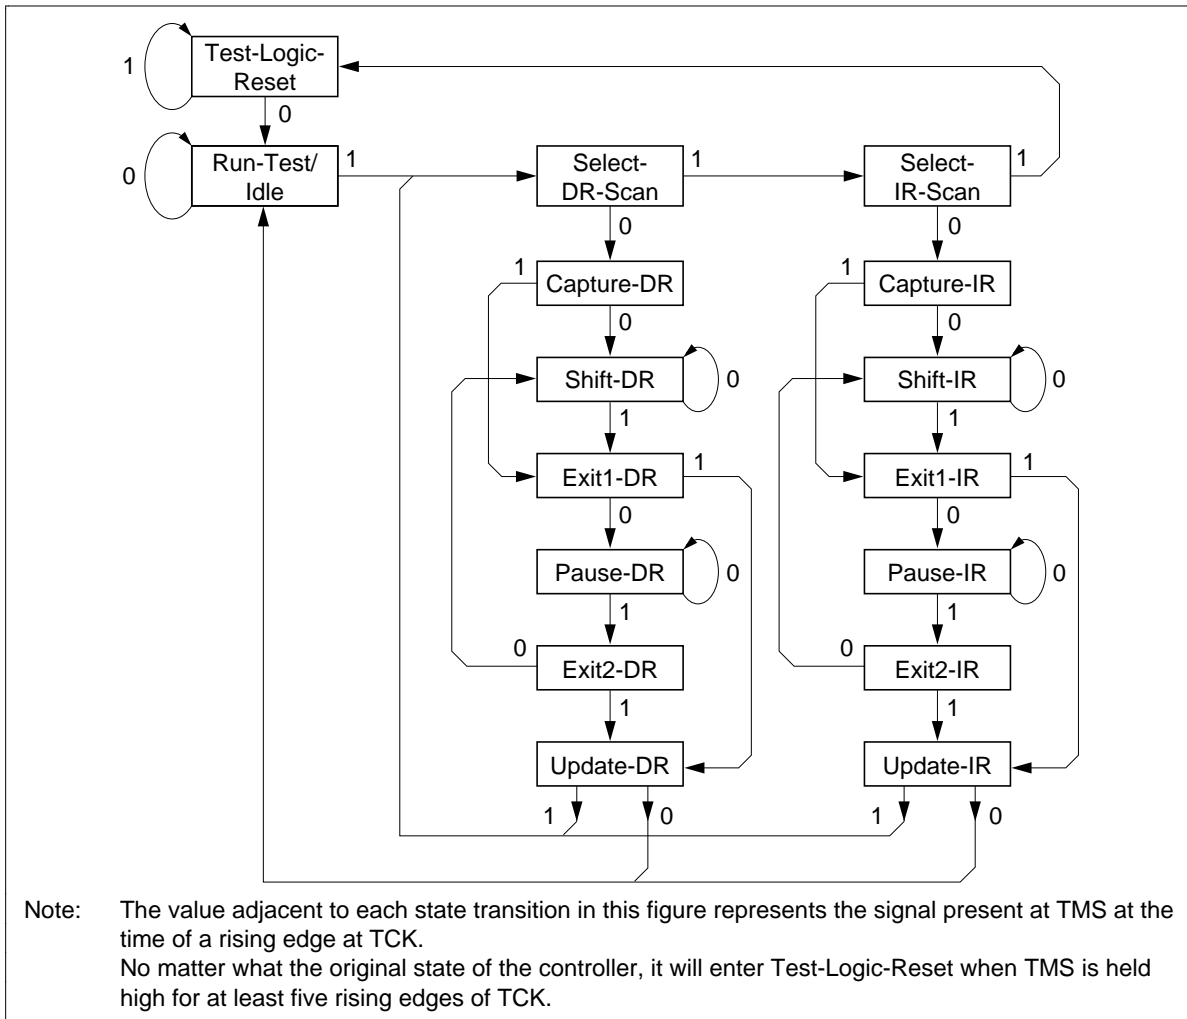 Test-Logic-
Reset
1
0
Run-Test/
Idle
0
1
Select-
DR-Scan
1
Select-
IR-Scan
1
0
0
1
Capture-DR
1
Capture-IR
0
0
Shift-DR
0
Shift-IR
0
1
1
Exit1-DR
1
Exit1-IR
1
0
0
Pause-DR
0
Pause-IR
0
1
1
0
Exit2-DR
0
Exit2-IR
1
1
Update-DR
Update-IR
1
0
1
0
Note: The value adjacent to each state transition in this figure represents the signal present at TMS at the
time of a rising edge at TCK.
No matter what the original state of the controller, it will enter Test-Logic-Reset when TMS is held
high for at least five rising edges of TCK.